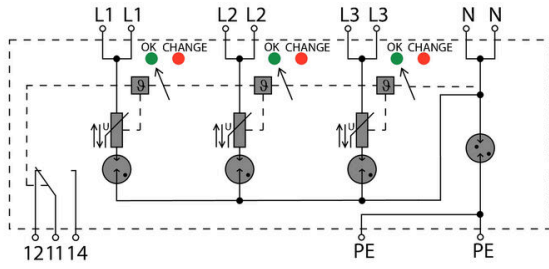 L1 L1 L2 L2 L3 L3 N N
OK CHANGE OK CHANGE OK CHANGE
ϑ ϑ ϑ
U U U
12 11 14 PE PE